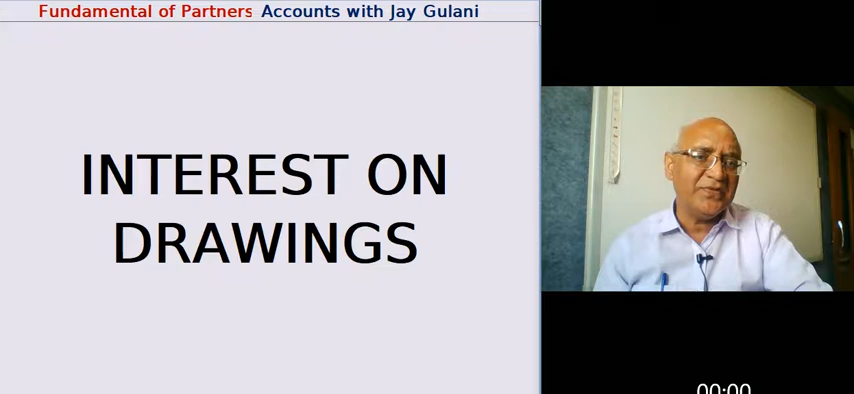 Fundamental of Partners Accounts with Jay Gulani
INTEREST ON
DRAWINGS
00:00